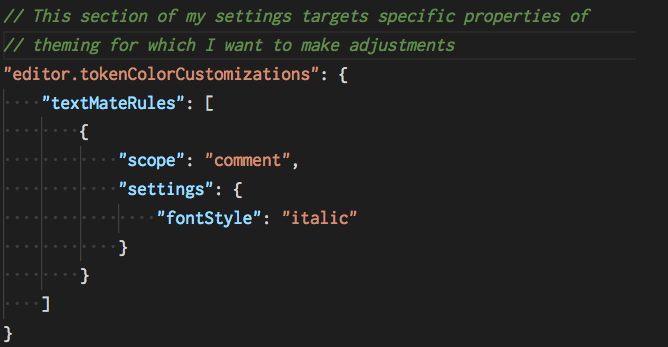 // This section of my settings targets specific properties of
// theming for which I want to make adjustments
"editor.tokenColorCustomizations": {
    "textMateRules": [
        {
            "scope": "comment",
            "settings": {
                "fontStyle": "italic"
            }
        }
    ]
}